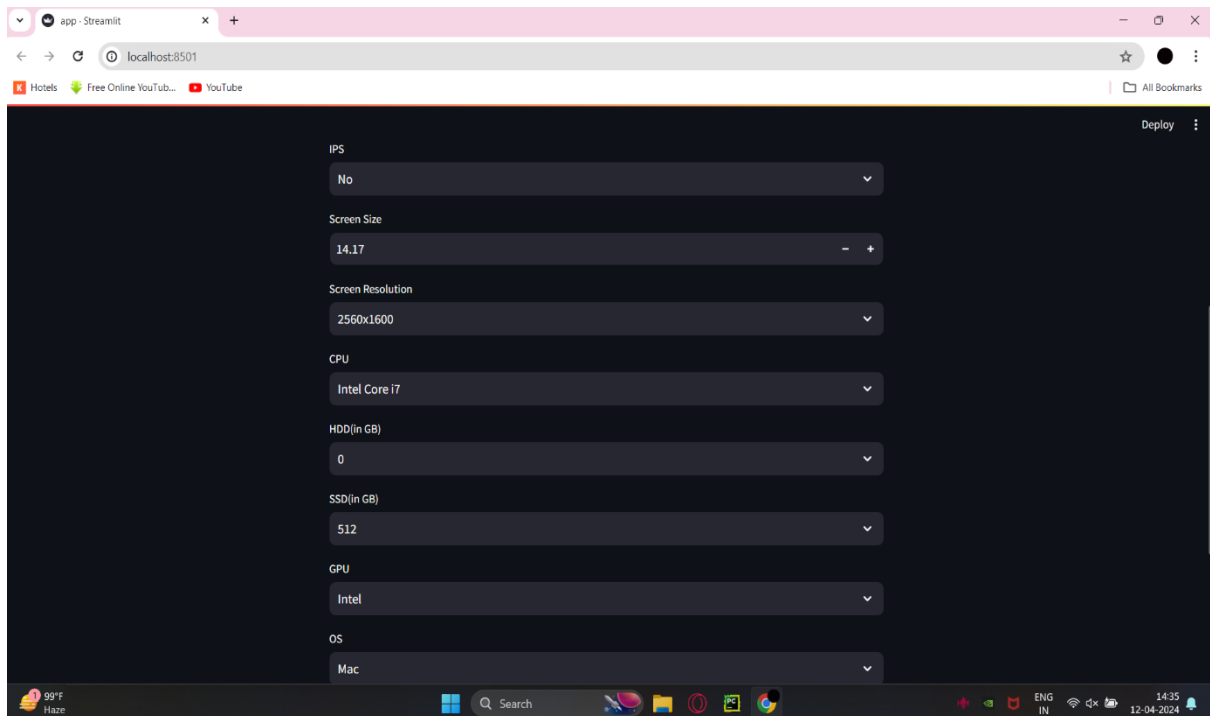 app · Streamlit
localhost:8501
K Hotels Free Online YouTub... YouTube All Bookmarks
Deploy
IPS
No
Screen Size
14.17
Screen Resolution
2560x1600
CPU
Intel Core i7
HDD(in GB)
0
SSD(in GB)
512
GPU
Intel
OS
Mac
1 99°F
Haze
Search
PC
ENG
IN
14:35
12-04-2024